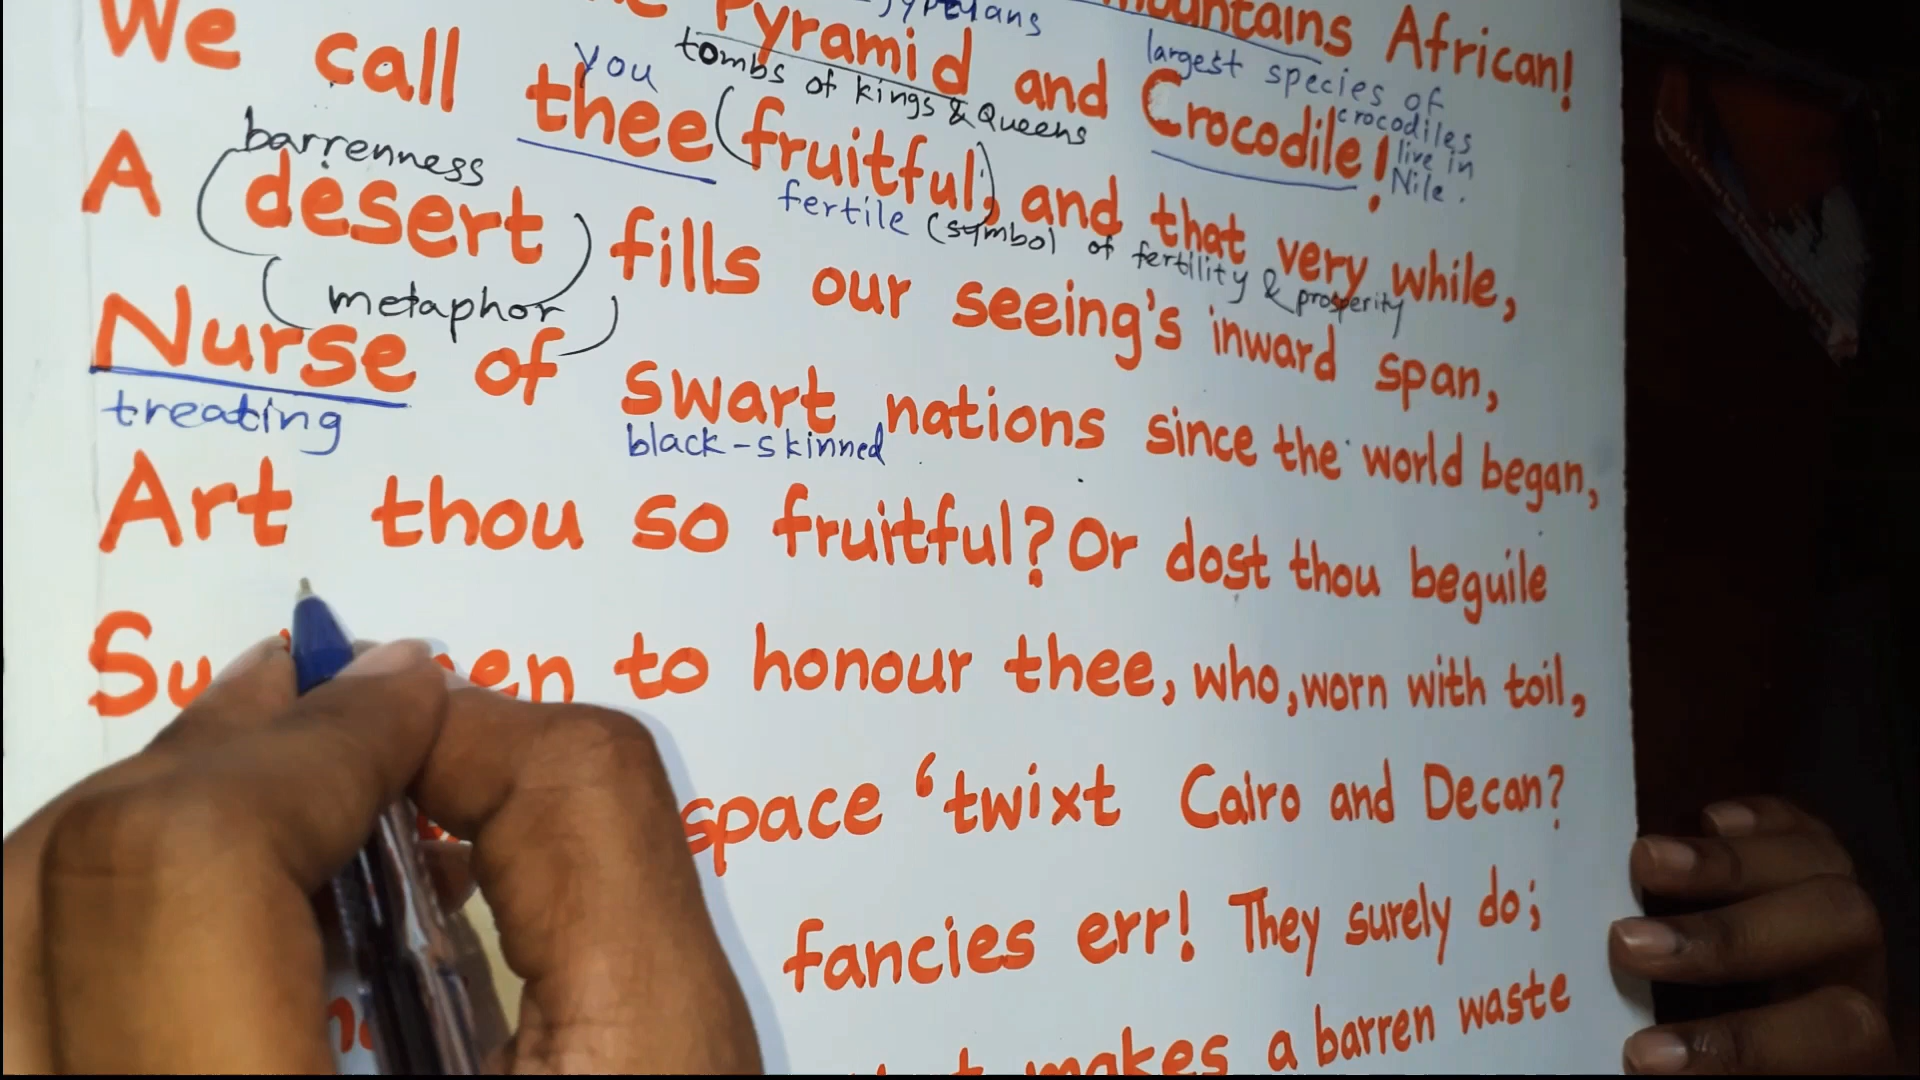 Pyramid and Crocodile!
mountains African!
tombs of kings & Queens
largest species of
crocodiles
live in
Nile.
We call thee (fruitful,) and that very while,
you
fertile (symbol of fertility & prosperity
barrenness
A (desert) fills our seeing's inward span,
(metaphor)
Nurse of swart nations since the world began,
treating
black-skinned
Art thou so fruitful? Or dost thou beguile
to honour thee, who, worn with toil,
space 'twixt Cairo and Decan?
fancies err! They surely do;
makes a barren waste